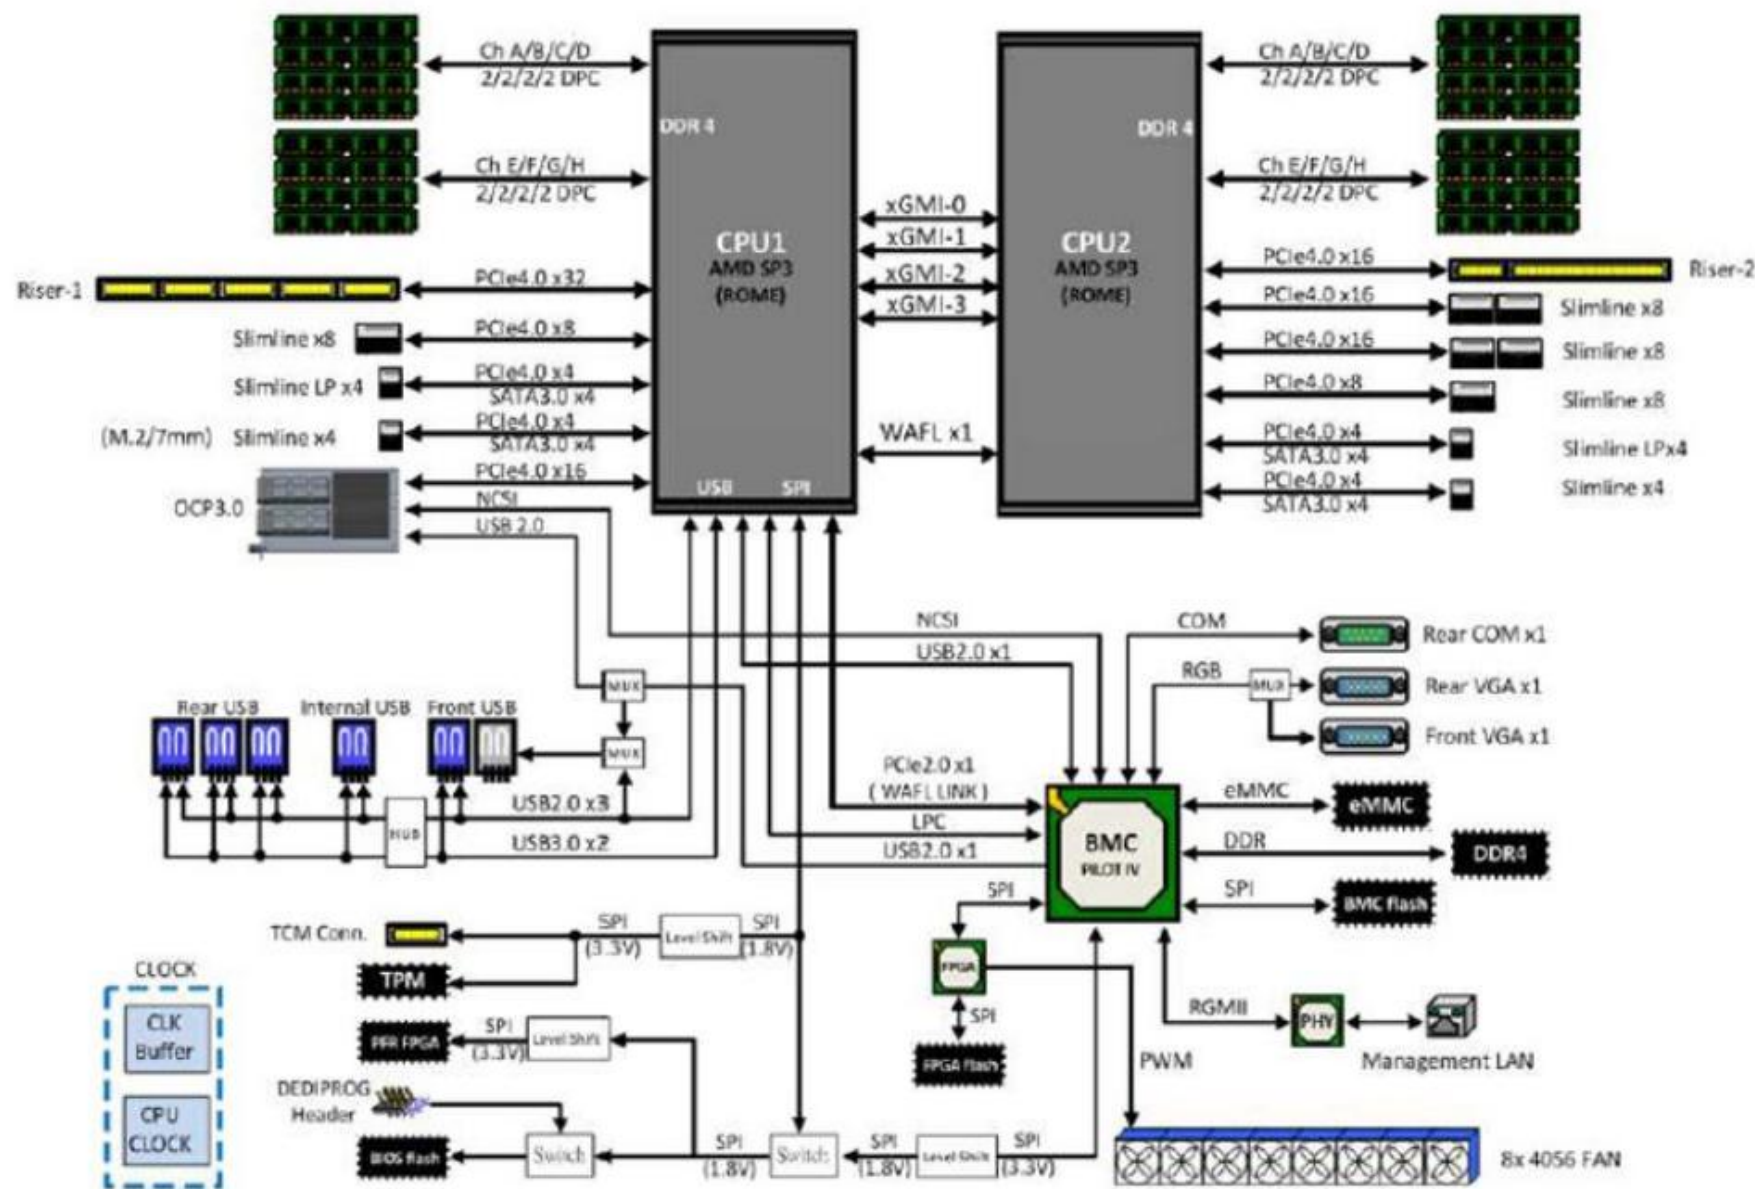 Ch A/B/C/D
2/2/2/2 DPC
DDR 4
Ch E/F/G/H
2/2/2/2 DPC
CPU1
AMD SP3
(ROME)
USB
SPI
xGMI-0
xGMI-1
xGMI-2
xGMI-3
WAFL x1
CPU2
AMD SP3
(ROME)
DDR 4
Ch A/B/C/D
2/2/2/2 DPC
Ch E/F/G/H
2/2/2/2 DPC
Riser-1
PCIe4.0 x32
Slimline x8
PCIe4.0 x8
Slimline LP x4
PCIe4.0 x4
SATA3.0 x4
(M.2/7mm)
Slimline x4
PCIe4.0 x4
SATA3.0 x4
OCP3.0
PCIe4.0 x16
NCSI
USB 2.0
PCIe4.0 x16
Riser-2
PCIe4.0 x16
Slimline x8
PCIe4.0 x16
Slimline x8
PCIe4.0 x8
Slimline x8
PCIe4.0 x4
SATA3.0 x4
Slimline LPx4
PCIe4.0 x4
SATA3.0 x4
Slimline x4
NCSI
USB2.0 x1
COM
Rear COM x1
RGB
MUX
Rear VGA x1
Front VGA x1
MUX
MUX
Rear USB
Internal USB
Front USB
HUB
USB2.0 x3
USB3.0 x2
PCIe2.0 x1
( WAFL LINK )
LPC
USB2.0 x1
BMC
PILOT IV
eMMC
eMMC
DDR
DDR4
SPI
BMC flash
SPI
FPGA
SPI
FPGA flash
TCM Conn.
SPI
(3.3V)
Level Shift
SPI
(1.8V)
TPM
PFR FPGA
SPI
(3.3V)
Level Shift
DEDIPROG
Header
BIOS flash
Switch
SPI
(1.8V)
Switch
SPI
(1.8V)
Level Shift
SPI
(3.3V)
RGMII
PHY
Management LAN
PWM
8x 4056 FAN
CLOCK
CLK
Buffer
CPU
CLOCK